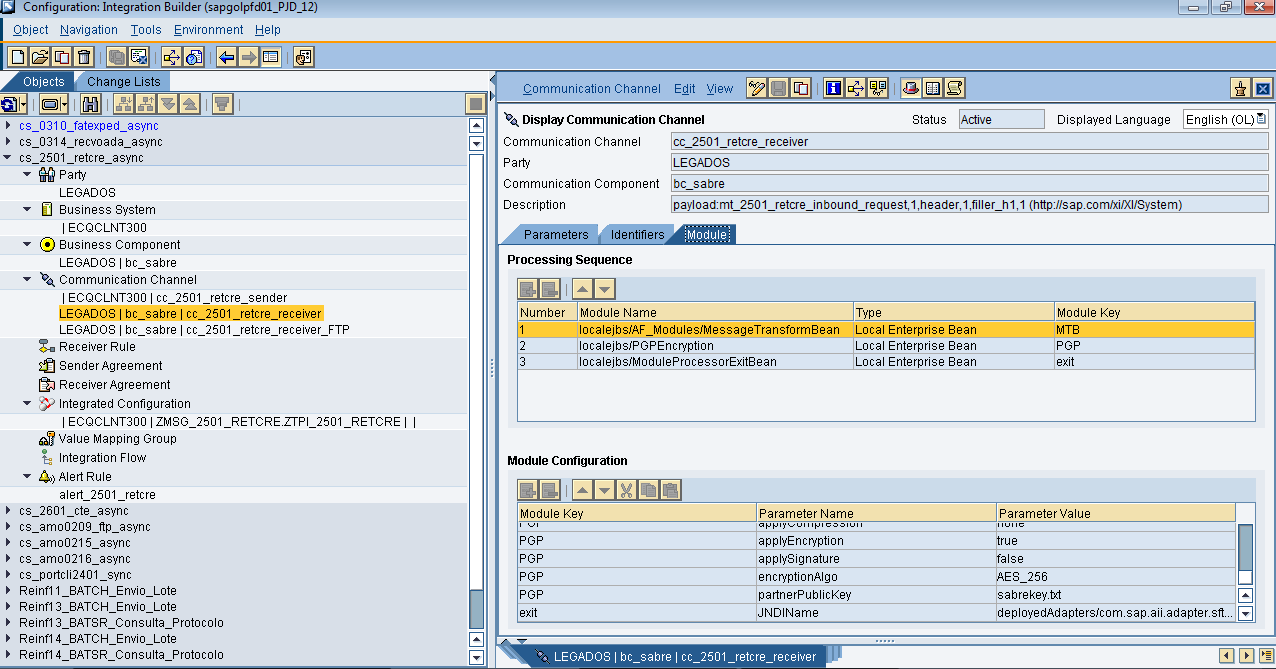 Configuration: Integration Builder (sapgolpfd01_PJD_12)
Object Navigation Tools Environment Help
Objects Change Lists
cs_0310_fatexped_async
cs_0314_recvoada_async
cs_2501_retcre_async
Party
LEGADOS
Business System
| ECQCLNT300
Business Component
LEGADOS | bc_sabre
Communication Channel
| ECQCLNT300 | cc_2501_retcre_sender
LEGADOS | bc_sabre | cc_2501_retcre_receiver
LEGADOS | bc_sabre | cc_2501_retcre_receiver_FTP
Receiver Rule
Sender Agreement
Receiver Agreement
Integrated Configuration
| ECQCLNT300 | ZMSG_2501_RETCRE.ZTPI_2501_RETCRE | |
Value Mapping Group
Integration Flow
Alert Rule
alert_2501_retcre
cs_2601_cte_async
cs_amo0209_ftp_async
cs_amo0215_async
cs_amo0216_async
cs_portcli2401_sync
Reinf11_BATCH_Envio_Lote
Reinf13_BATCH_Envio_Lote
Reinf13_BATSR_Consulta_Protocolo
Reinf14_BATCH_Envio_Lote
Reinf14_BATSR_Consulta_Protocolo
Communication Channel Edit View
Display Communication Channel Status Active Displayed Language English (OL)
Communication Channel cc_2501_retcre_receiver
Party LEGADOS
Communication Component bc_sabre
Description payload:mt_2501_retcre_inbound_request,1,header,1,filler_h1,1 (http://sap.com/xi/XI/System)
Parameters Identifiers Module
Processing Sequence
Number Module Name Type Module Key
1 localejbs/AF_Modules/MessageTransformBean Local Enterprise Bean MTB
2 localejbs/PGPEncryption Local Enterprise Bean PGP
3 localejbs/ModuleProcessorExitBean Local Enterprise Bean exit
Module Configuration
Module Key Parameter Name Parameter Value
PGP applyCompression none
PGP applyEncryption true
PGP applySignature false
PGP encryptionAlgo AES_256
PGP partnerPublicKey sabrekey.txt
exit JNDIName deployedAdapters/com.sap.aii.adapter.sft...
LEGADOS | bc_sabre | cc_2501_retcre_receiver